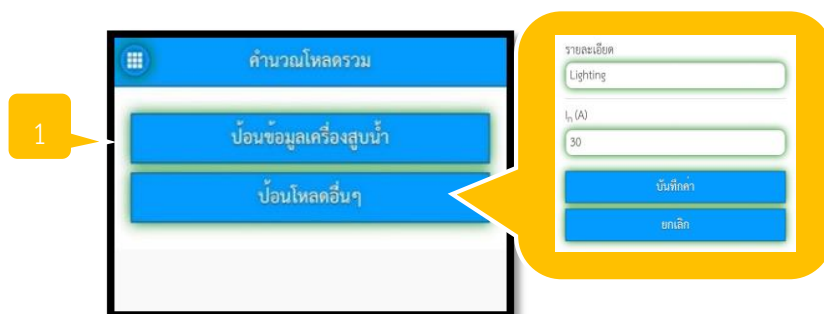 คำนวณโหลดรวม
1
ป้อนข้อมูลเครื่องสูบน้ำ
ป้อนโหลดอื่นๆ
รายละเอียด
Lighting
In (A)
30
บันทึกค่า
ยกเลิก